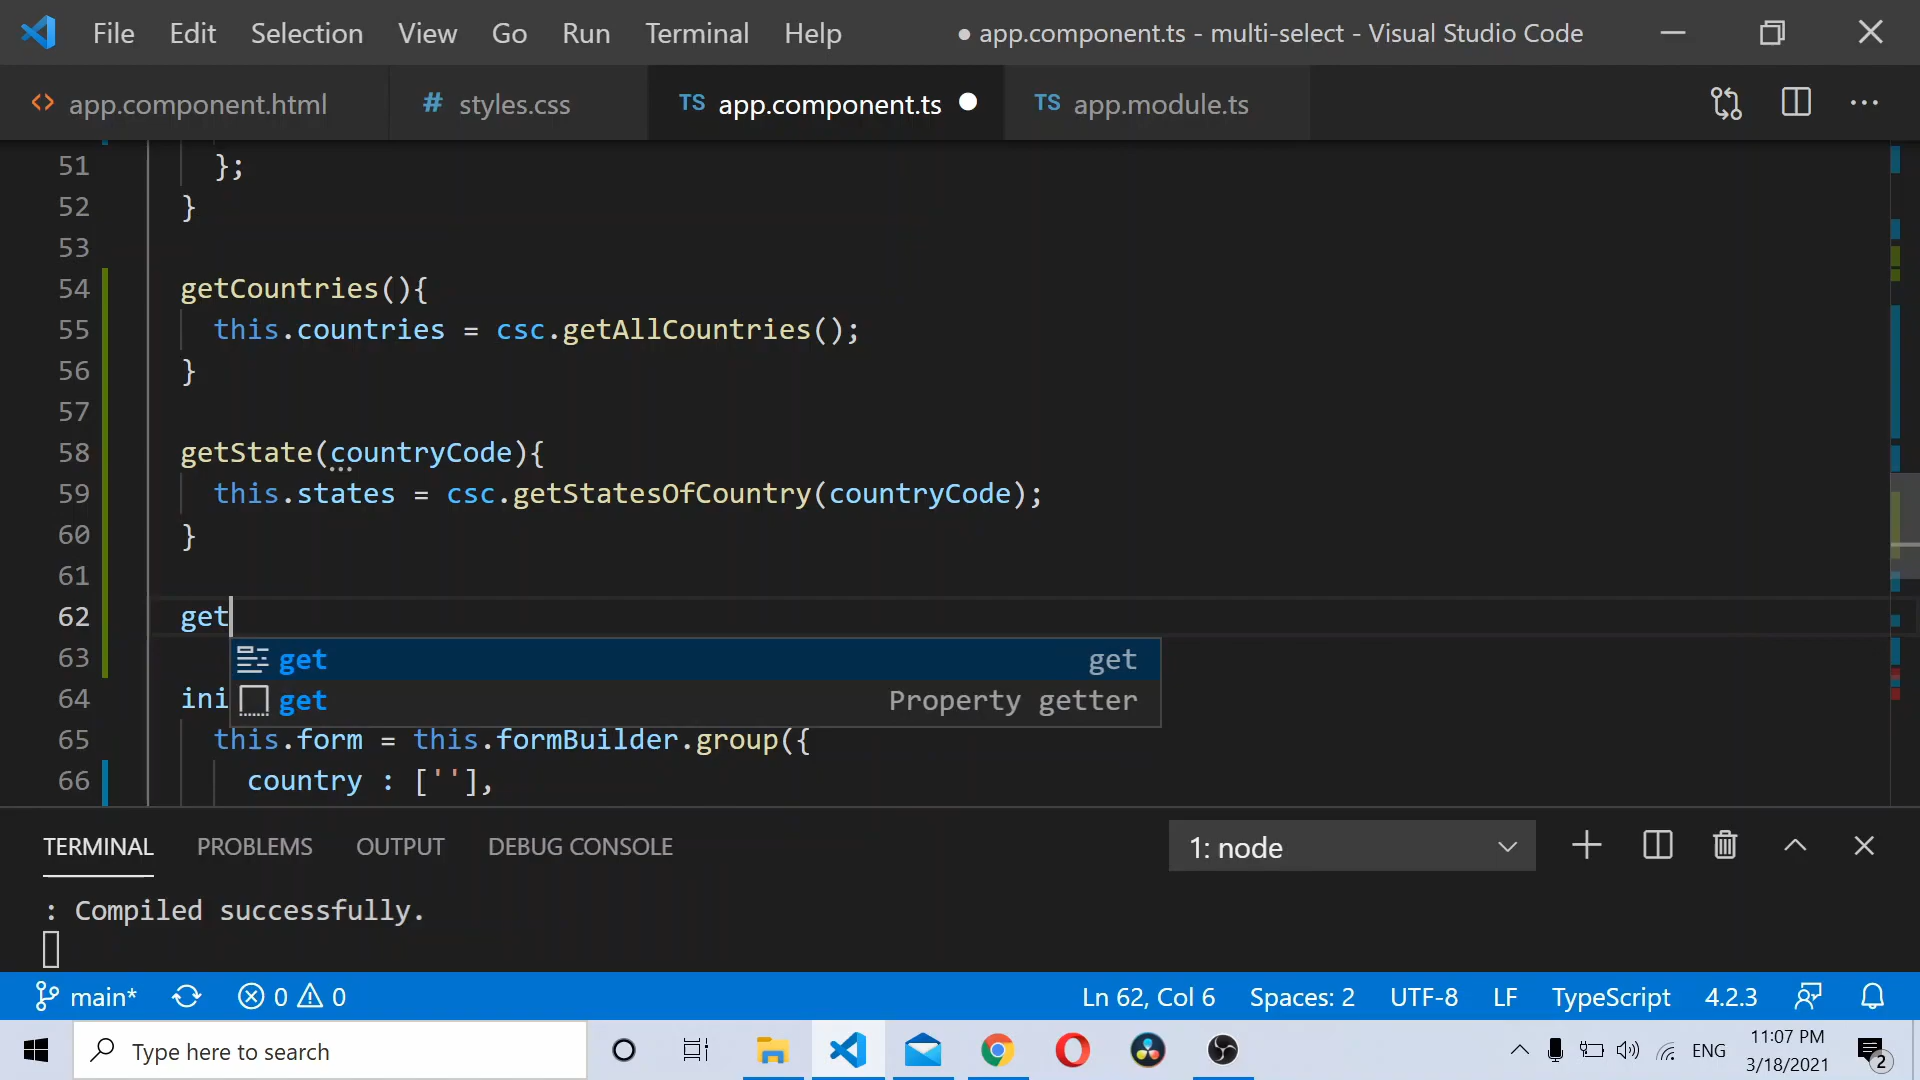 File Edit Selection View Go Run Terminal Help ● app.component.ts - multi-select - Visual Studio Code
<> app.component.html # styles.css TS app.component.ts ● TS app.module.ts ...
51 };
52 }
53
54 getCountries(){
55 this.countries = csc.getAllCountries();
56 }
57
58 getState(countryCode){
59 this.states = csc.getStatesOfCountry(countryCode);
60 }
61
62 get
63 get get
64 ini get Property getter
65 this.form = this.formBuilder.group({
66 country : [''],
TERMINAL PROBLEMS OUTPUT DEBUG CONSOLE 1: node
: Compiled successfully.
main* 0 0 Ln 62, Col 6 Spaces: 2 UTF-8 LF TypeScript 4.2.3
Type here to search ENG 11:07 PM
3/18/2021 2